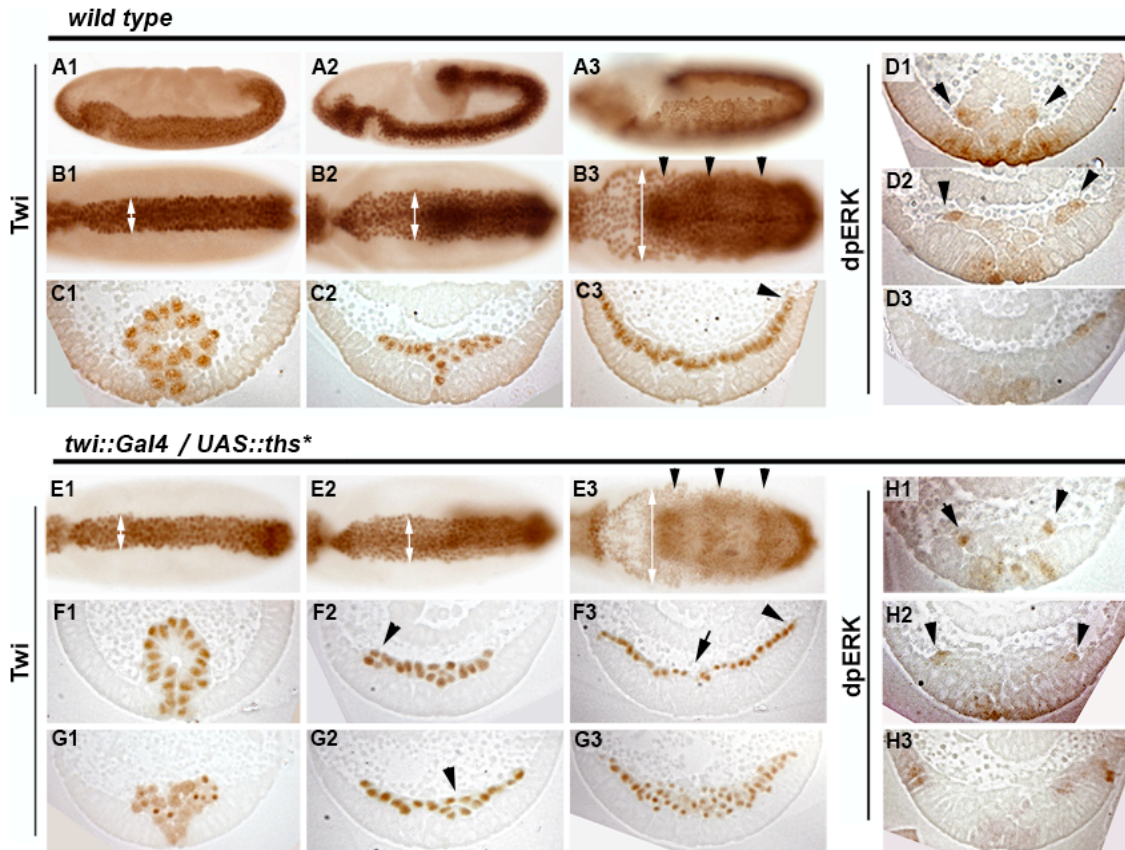 wild type
A1 A2 A3 D1
B1 B2 B3 D2
C1 C2 C3 D3
Twi
dpERK
twi::Gal4 / UAS::ths*
E1 E2 E3 H1
F1 F2 F3 H2
G1 G2 G3 H3
Twi
dpERK